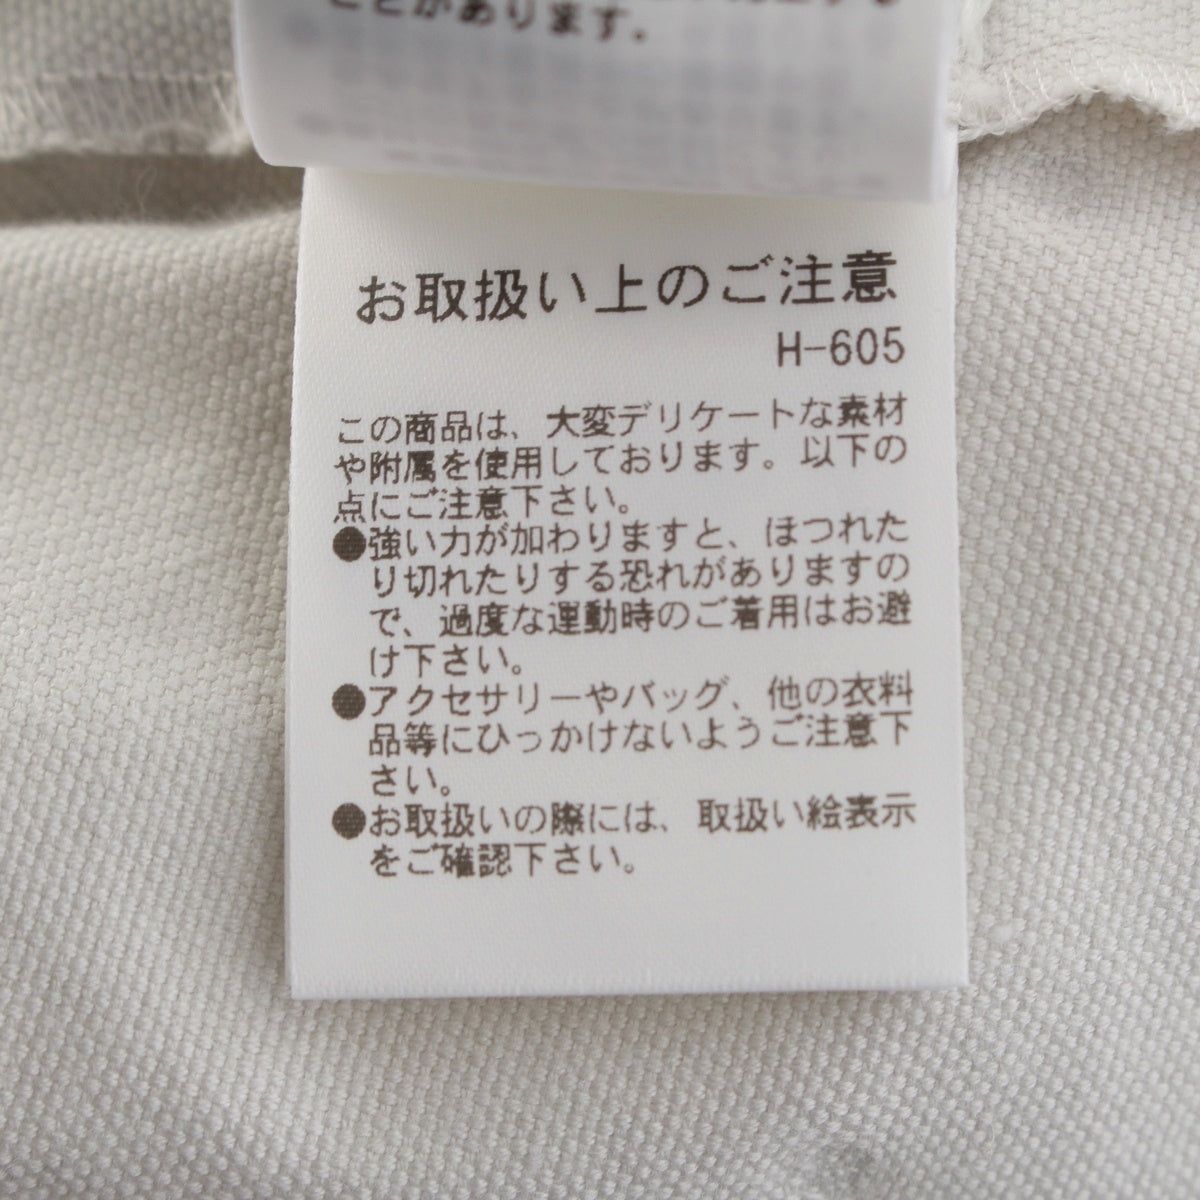 ことがあります。
お取扱い上のご注意
H-605
この商品は、大変デリケートな素材
や附属を使用しております。以下の
点にご注意下さい。
●強い力が加わりますと、ほつれた
り切れたりする恐れがありますの
で、過度な運動時のご着用はお避
け下さい。
●アクセサリーやバッグ、他の衣料
品等にひっかけないようご注意下
さい。
●お取扱いの際には、取扱い絵表示
をご確認下さい。